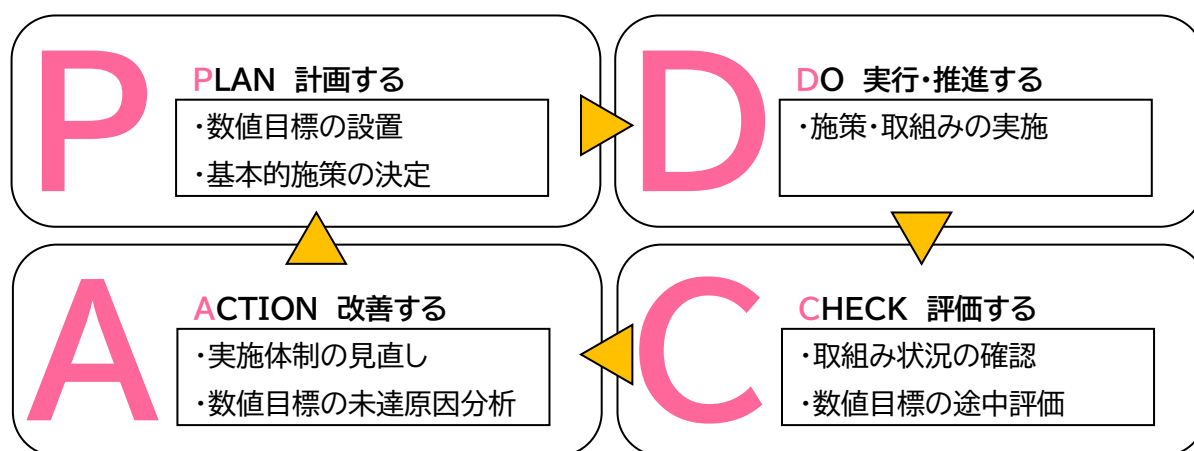 P
PLAN 計画する
・数値目標の設置
・基本的施策の決定
D
DO 実行・推進する
・施策・取組みの実施
A
ACTION 改善する
・実施体制の見直し
・数値目標の未達原因分析
C
CHECK 評価する
・取組み状況の確認
・数値目標の途中評価